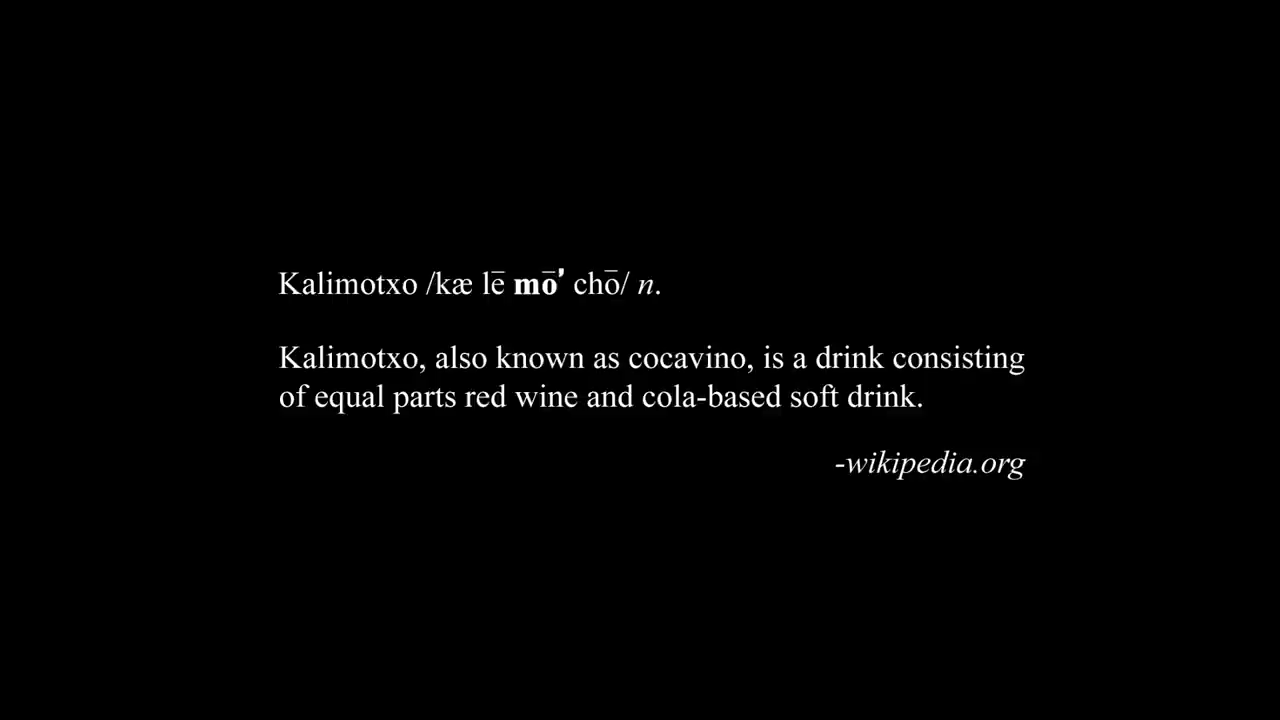 Kalimotxo /kæ lē mō′ chō/ n.
Kalimotxo, also known as cocavino, is a drink consisting
of equal parts red wine and cola-based soft drink.
-wikipedia.org